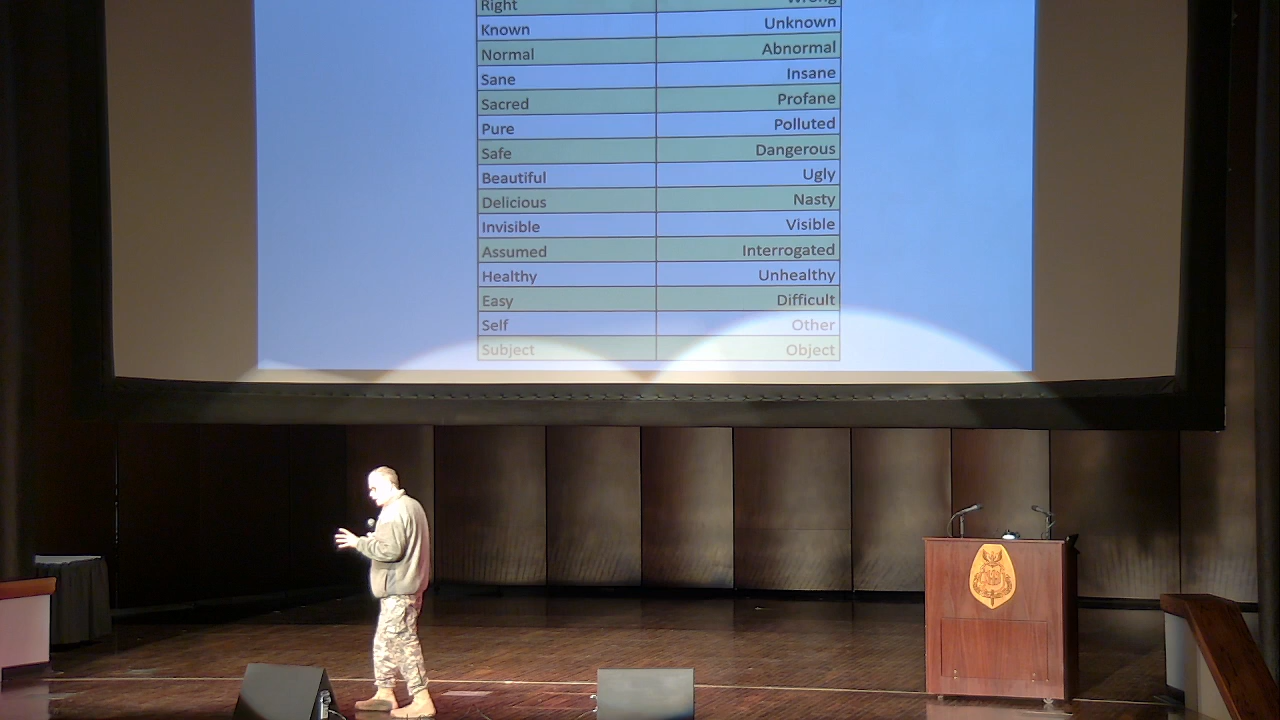 Right Wrong
Known Unknown
Normal Abnormal
Sane Insane
Sacred Profane
Pure Polluted
Safe Dangerous
Beautiful Ugly
Delicious Nasty
Invisible Visible
Assumed Interrogated
Healthy Unhealthy
Easy Difficult
Self Other
Subject Object